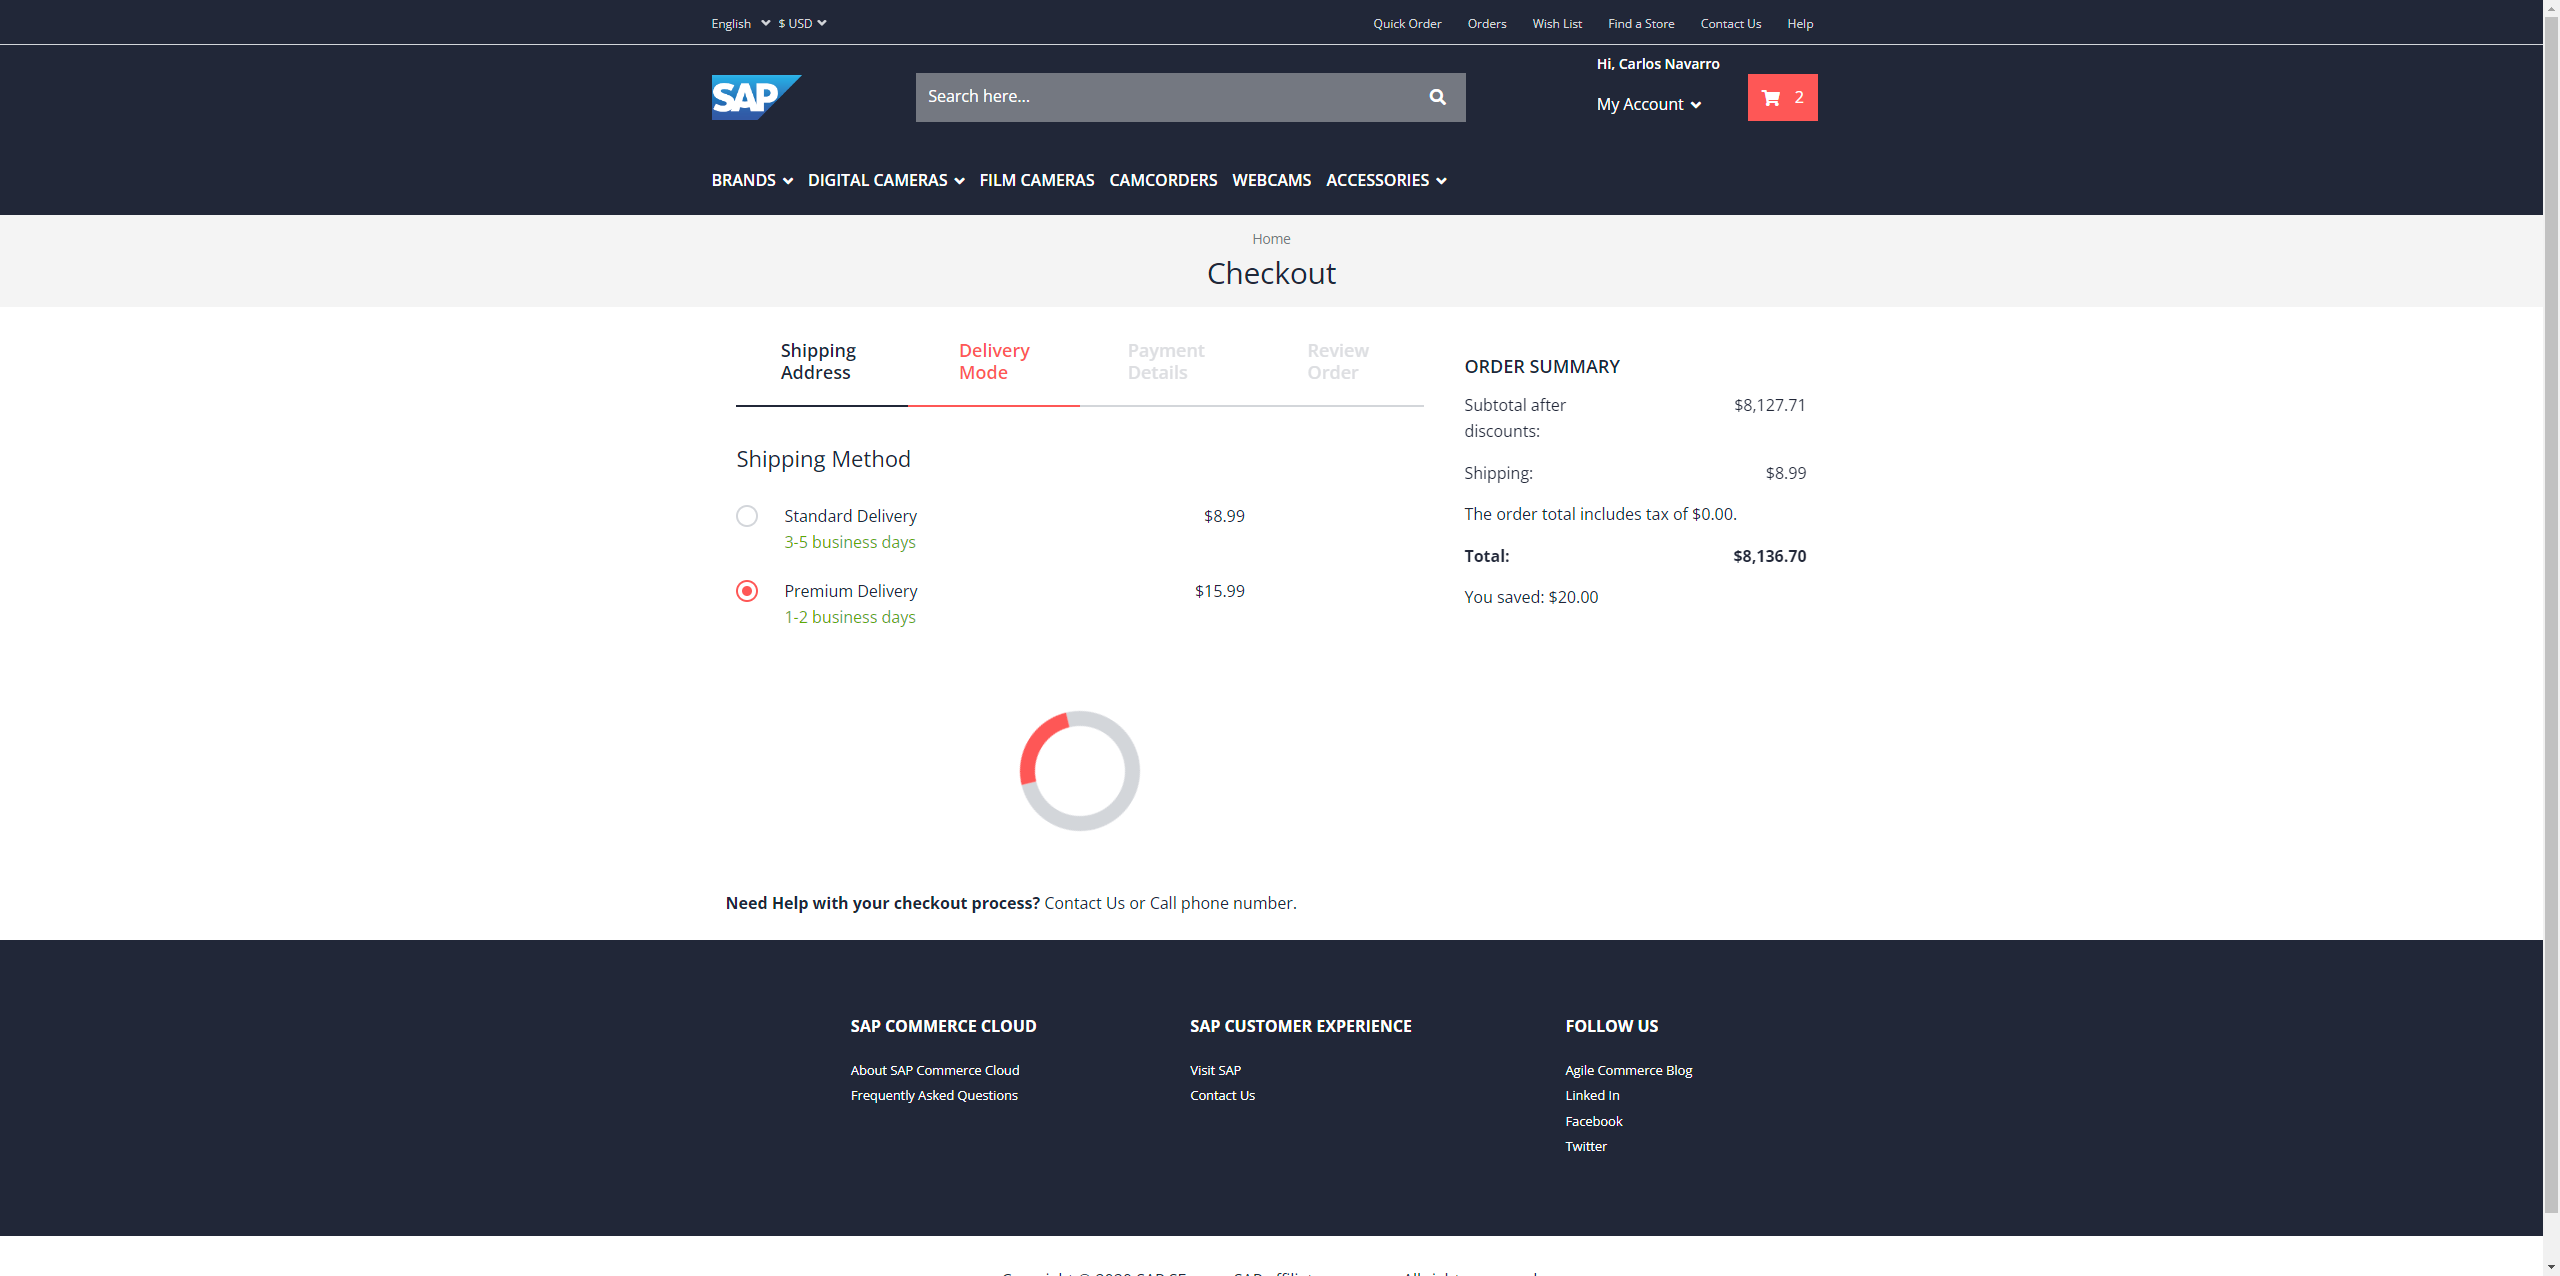 English $ USD Quick Order Orders Wish List Find a Store Contact Us Help
Hi, Carlos Navarro
SAP Search here... My Account 2
BRANDS DIGITAL CAMERAS FILM CAMERAS CAMCORDERS WEBCAMS ACCESSORIES
Home
Checkout
Shipping
Address
Delivery
Mode
Payment
Details
Review
Order
Shipping Method
Standard Delivery $8.99
3-5 business days
Premium Delivery $15.99
1-2 business days
ORDER SUMMARY
Subtotal after
discounts: $8,127.71
Shipping: $8.99
The order total includes tax of $0.00.
Total: $8,136.70
You saved: $20.00
Need Help with your checkout process? Contact Us or Call phone number.
SAP COMMERCE CLOUD
About SAP Commerce Cloud
Frequently Asked Questions
SAP CUSTOMER EXPERIENCE
Visit SAP
Contact Us
FOLLOW US
Agile Commerce Blog
Linked In
Facebook
Twitter